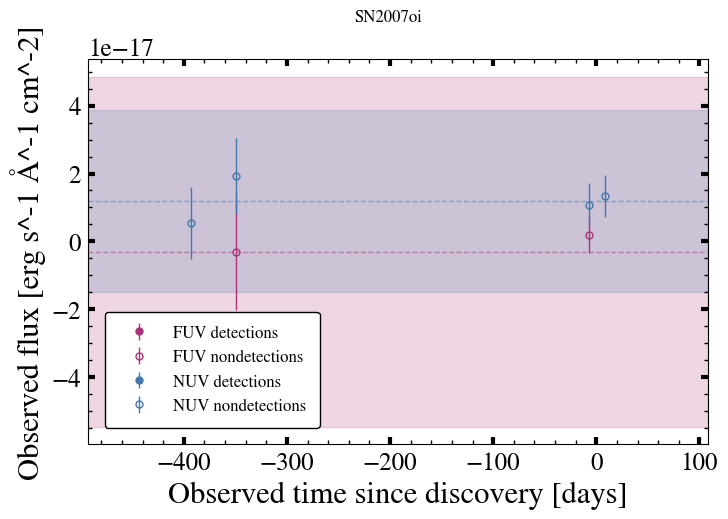 SN2007oi
1e−17
4
2
0
−2
−4
Observed flux [erg s^-1 Å^-1 cm^-2]
FUV detections
FUV nondetections
NUV detections
NUV nondetections
−400 −300 −200 −100 0 100
Observed time since discovery [days]